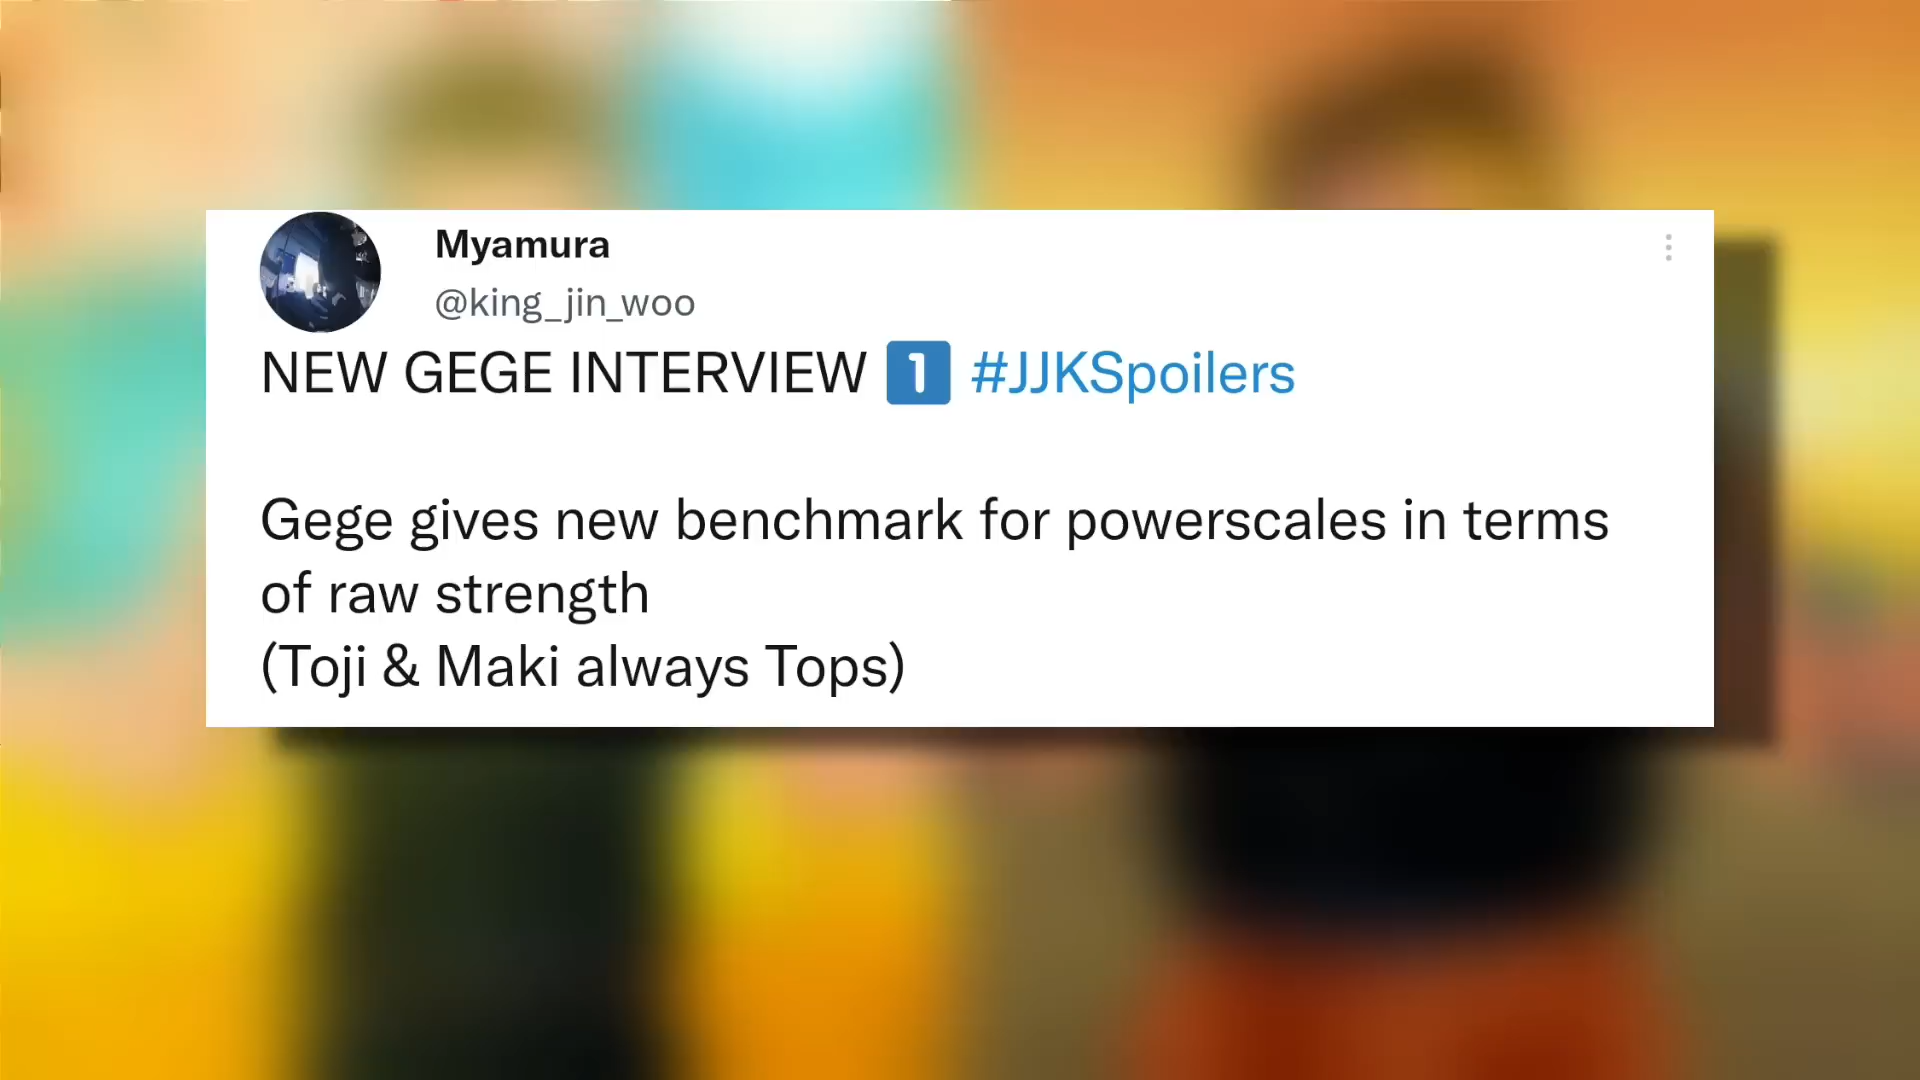 Myamura
@king_jin_woo
NEW GEGE INTERVIEW 1️⃣ #JJKSpoilers
Gege gives new benchmark for powerscales in terms
of raw strength
(Toji & Maki always Tops)